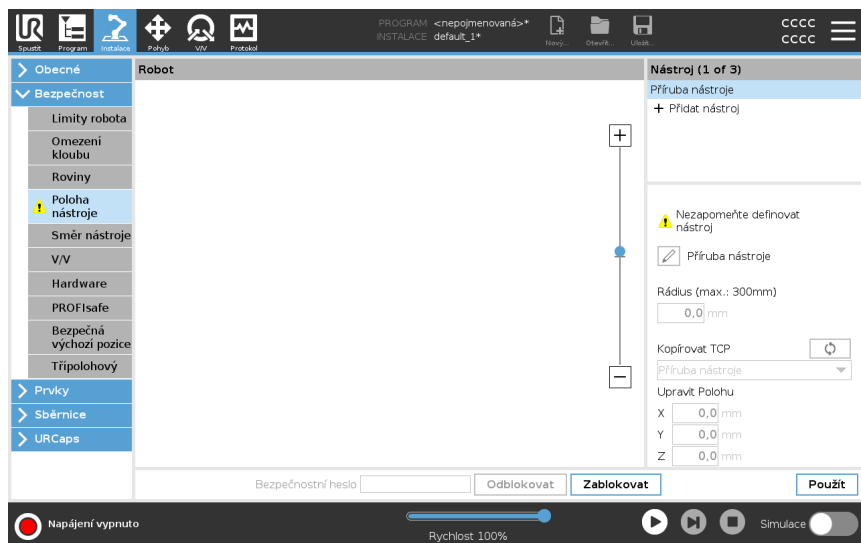 UR
PROGRAM <nepojmenovaná>*
INSTALACE default_1*
CCCC
CCCC
Spustit Program Instalace Pohyb V/V Protokol Nový... Otevřít... Uložit...
Obecné
Bezpečnost
Limity robota
Omezení
kloubu
Roviny
Poloha
nástroje
Směr nástroje
V/V
Hardware
PROFIsafe
Bezpečná
výchozí pozice
Třípolohový
Prvky
Sběrnice
URCaps
Robot
+
−
Nástroj (1 of 3)
Příruba nástroje
+ Přidat nástroj
Nezapomeňte definovat
nástroj
Příruba nástroje
Rádius (max.: 300mm)
0,0 mm
Kopírovat TCP
Příruba nástroje
Upravit Polohu
X 0,0 mm
Y 0,0 mm
Z 0,0 mm
Bezpečnostní heslo Odblokovat Zablokovat Použít
Napájení vypnuto
Rychlost 100%
Simulace